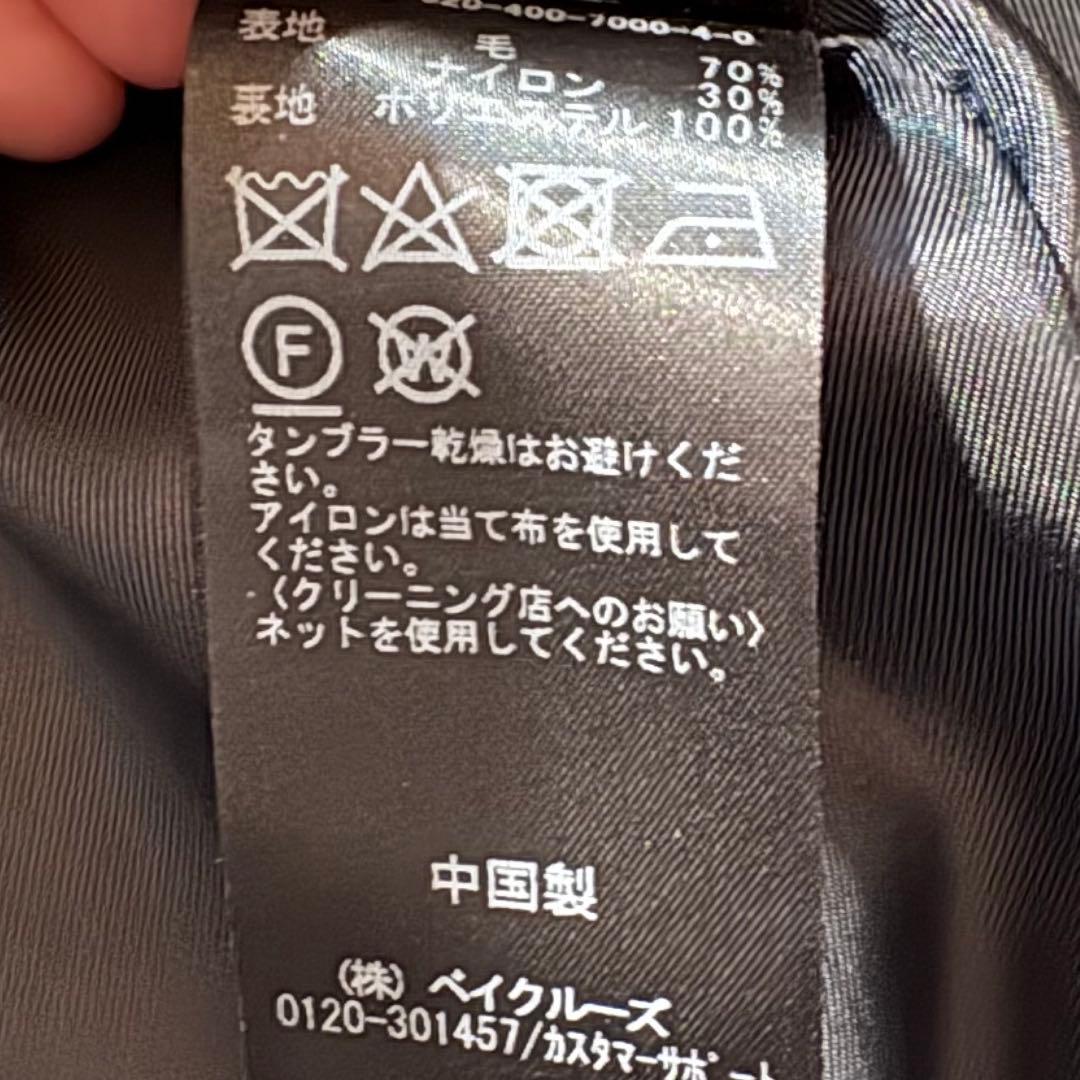 020-400-7000-4-0
表地 毛 70%
ナイロン 30%
表地 ポリエステル 100%
F W
タンブラー乾燥はお避けくだ
さい。
アイロンは当て布を使用して
ください。
〈クリーニング店へのお願い〉
ネットを使用してください。
中国製
(株) ベイクルーズ
0120-301457/カスタマーサポート